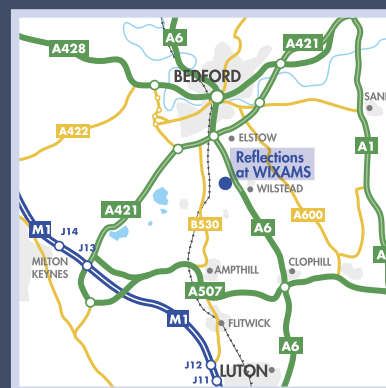 A6
A428
A421
BEDFORD
SAN
A422
ELSTOW
A1
Reflections
at WIXAMS
WILSTEAD
A421
A600
B530
A6
M1
J14
J13
MILTON
KEYNES
CLOPHILL
A
AMPTHILL
A507
M1
FLITWICK
A6
J12
LUTON
J11